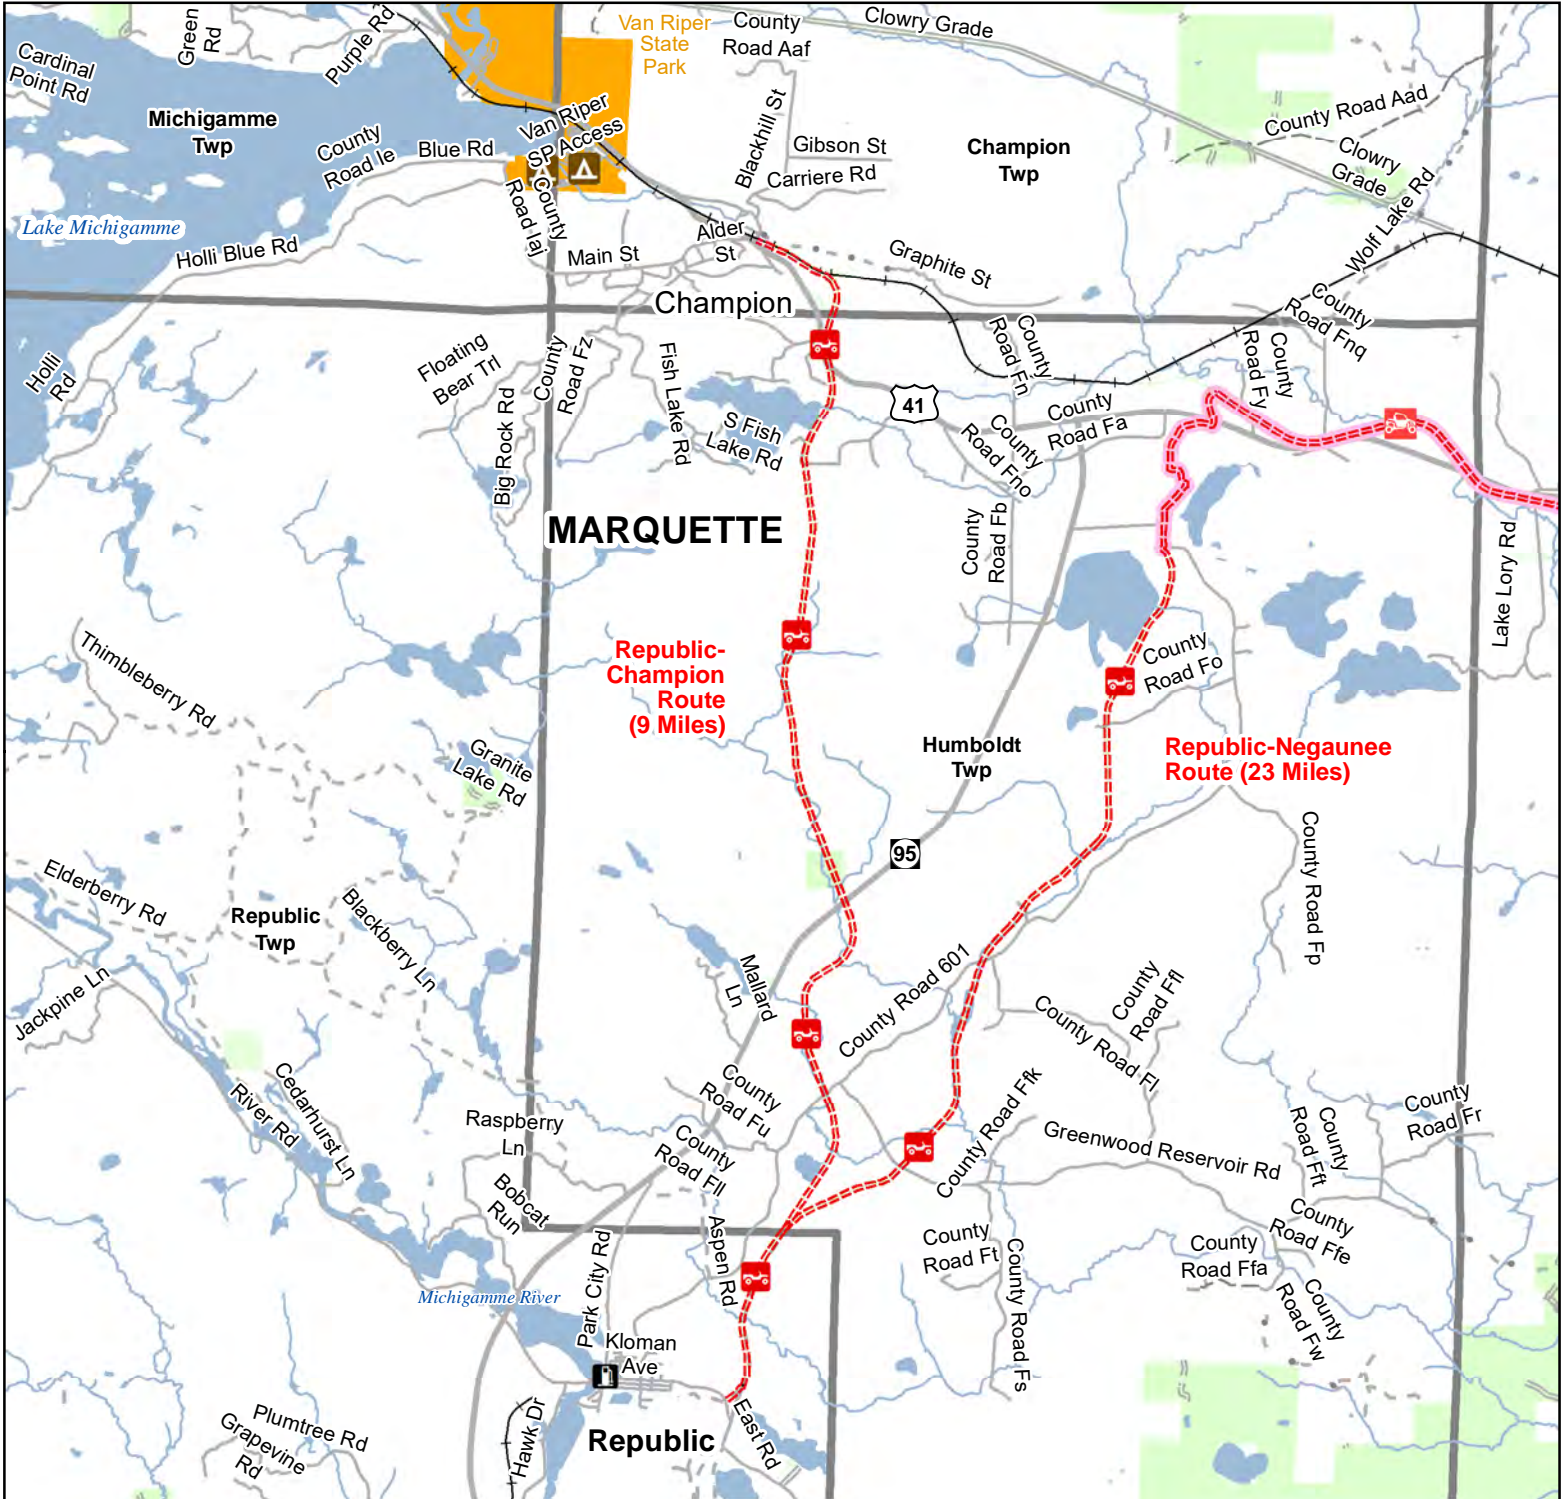 Green
Rd
Purple Rd
Cardinal
Point Rd
Van Riper
State
Park
County
Road Aaf
Clowry Grade
Michigamme
Twp
County
Road Ie
Blue Rd
Van Riper
SP Access
Blackhill St
Gibson St
Carriere Rd
Champion
Twp
County Road Aad
Clowry
Grade
Wolf Lake Rd
Lake Michigamme
Holli Blue Rd
County
Road Iaj
Main St
Alder
St
Graphite St
Champion
County
Road Fnq
Holli
Rd
Floating
Bear Trl
County
Road Fz
Big Rock Rd
Fish Lake Rd
S Fish
Lake Rd
41
County
Road Fn
County
Road Fa
County
Road Fno
County
Road Fy
MARQUETTE
County
Road Fb
Lake Lory Rd
Thimbleberry Rd
Republic-
Champion
Route
(9 Miles)
County
Road Fo
Granite
Lake Rd
Humboldt
Twp
Republic-Negaunee
Route (23 Miles)
95
County Road Fp
Elderberry Rd
Republic
Twp
Blackberry Ln
Jackpine Ln
Mallard
Ln
County Road 601
County
Road Ffl
County Road Fl
River Rd
Cedarhurst Ln
Raspberry
Ln
County
Road Fu
County
Road Fll
County Road Ffk
Greenwood Reservoir Rd
County
Road Fft
County
Road Fr
Bobcat
Run
Aspen Rd
Park City Rd
County
Road Ft
County Road Fs
County
Road Ffa
County
Road Ffe
County
Road Fw
Michigamme River
Kloman
Ave
Hawk Dr
Republic
East Rd
Plumtree Rd
Grapevine
Rd